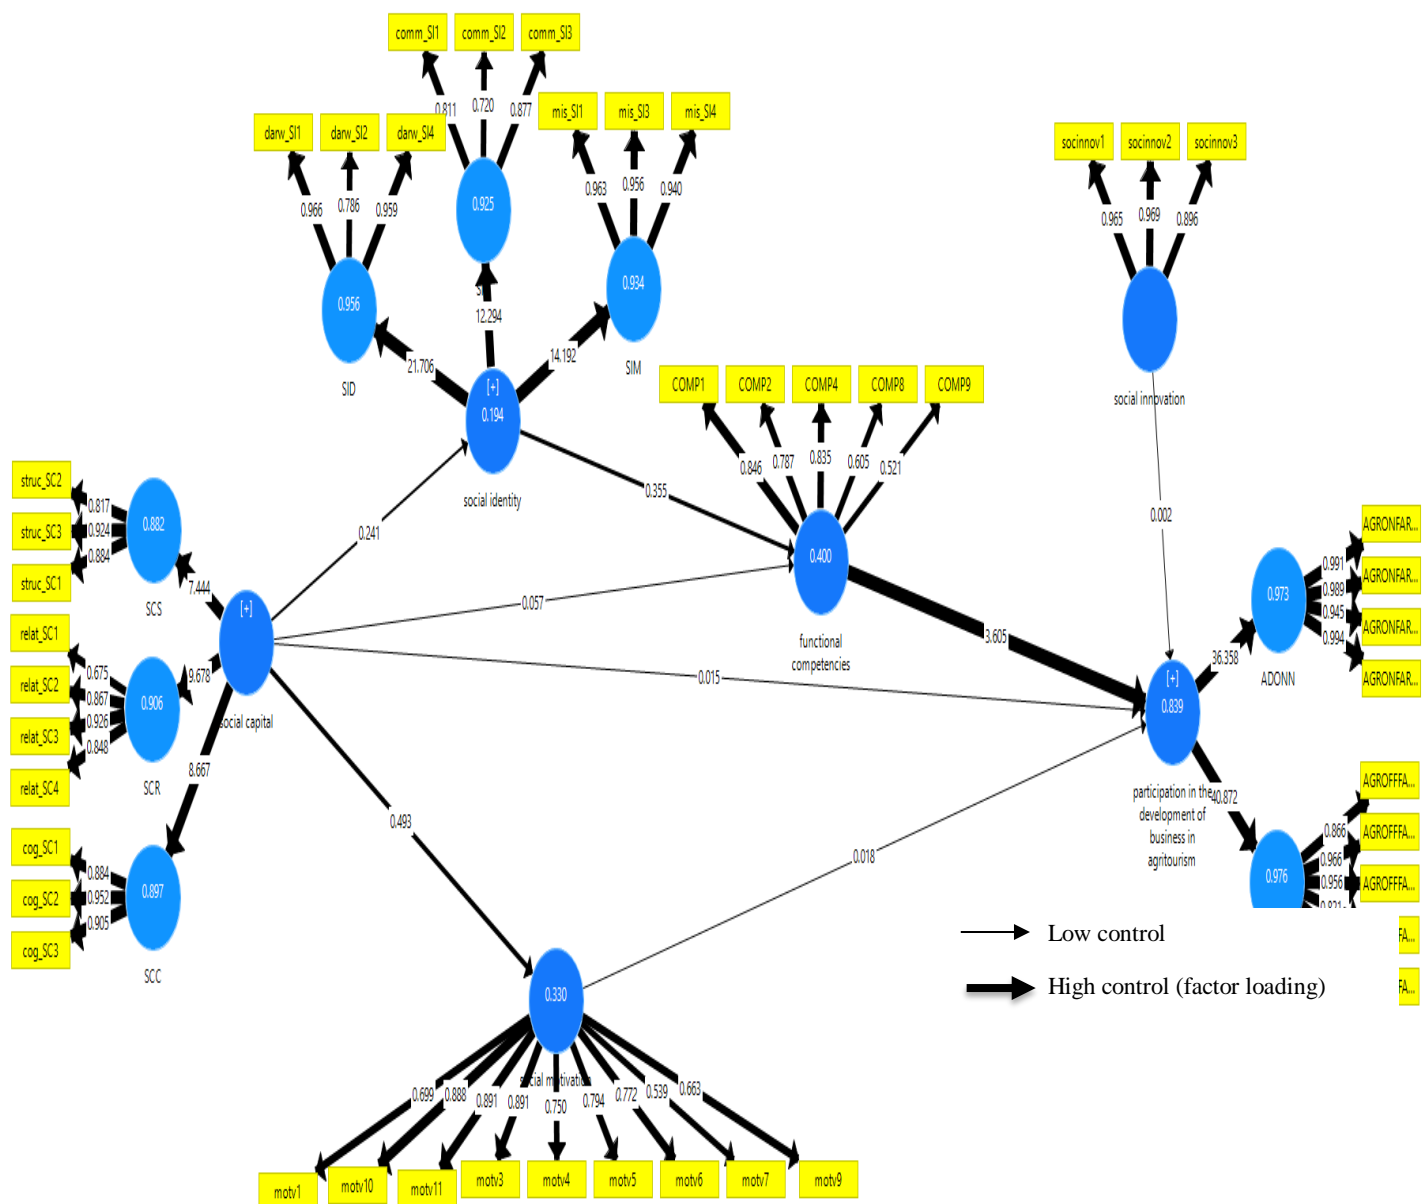 comm_SI1
comm_SI2
comm_SI3
0.811
0.720
0.877
darw_SI1
darw_SI2
darw_SI4
mis_SI1
mis_SI3
mis_SI4
0.966
0.786
0.959
0.963
0.956
0.940
socinnov1
socinnov2
socinnov3
0.965
0.969
0.896
0.925
0.956
0.934
12.294
21.706
14.192
SID
SIM
[+]
0.194
social identity
COMP1
COMP2
COMP4
COMP8
COMP9
0.846
0.787
0.835
0.605
0.521
social innovation
struc_SC2
struc_SC3
struc_SC1
0.817
0.924
0.884
0.882
SCS
7.444
0.241
0.355
0.400
functional
competencies
0.002
AGRONFAR...
AGRONFAR...
AGRONFAR...
AGRONFAR...
0.991
0.989
0.945
0.994
0.973
ADONN
relat_SC1
relat_SC2
relat_SC3
relat_SC4
0.675
0.867
0.926
0.848
0.906
SCR
9.678
[+]
social capital
0.057
0.015
3.605
36.358
[+]
0.839
participation in the
development of
business in
agritourism
40.872
8.667
0.493
0.018
cog_SC1
cog_SC2
cog_SC3
0.884
0.952
0.905
0.897
SCC
AGROFFFA...
AGROFFFA...
AGROFFFA...
0.866
0.966
0.956
0.976
FA...
FA...
Low control
High control (factor loading)
0.330
social motivation
0.699
0.888
0.891
0.891
0.750
0.794
0.772
0.539
0.663
motv1
motv10
motv11
motv3
motv4
motv5
motv6
motv7
motv9